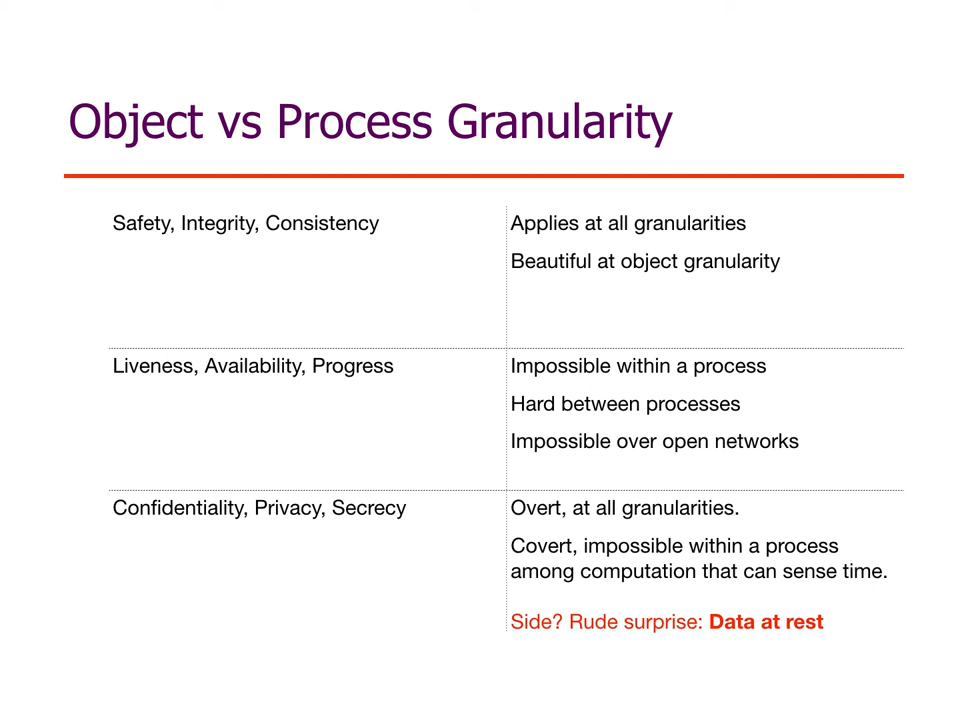 Object vs Process Granularity
Safety, Integrity, Consistency
Applies at all granularities
Beautiful at object granularity
Liveness, Availability, Progress
Impossible within a process
Hard between processes
Impossible over open networks
Confidentiality, Privacy, Secrecy
Overt, at all granularities.
Covert, impossible within a process
among computation that can sense time.
Side? Rude surprise: Data at rest